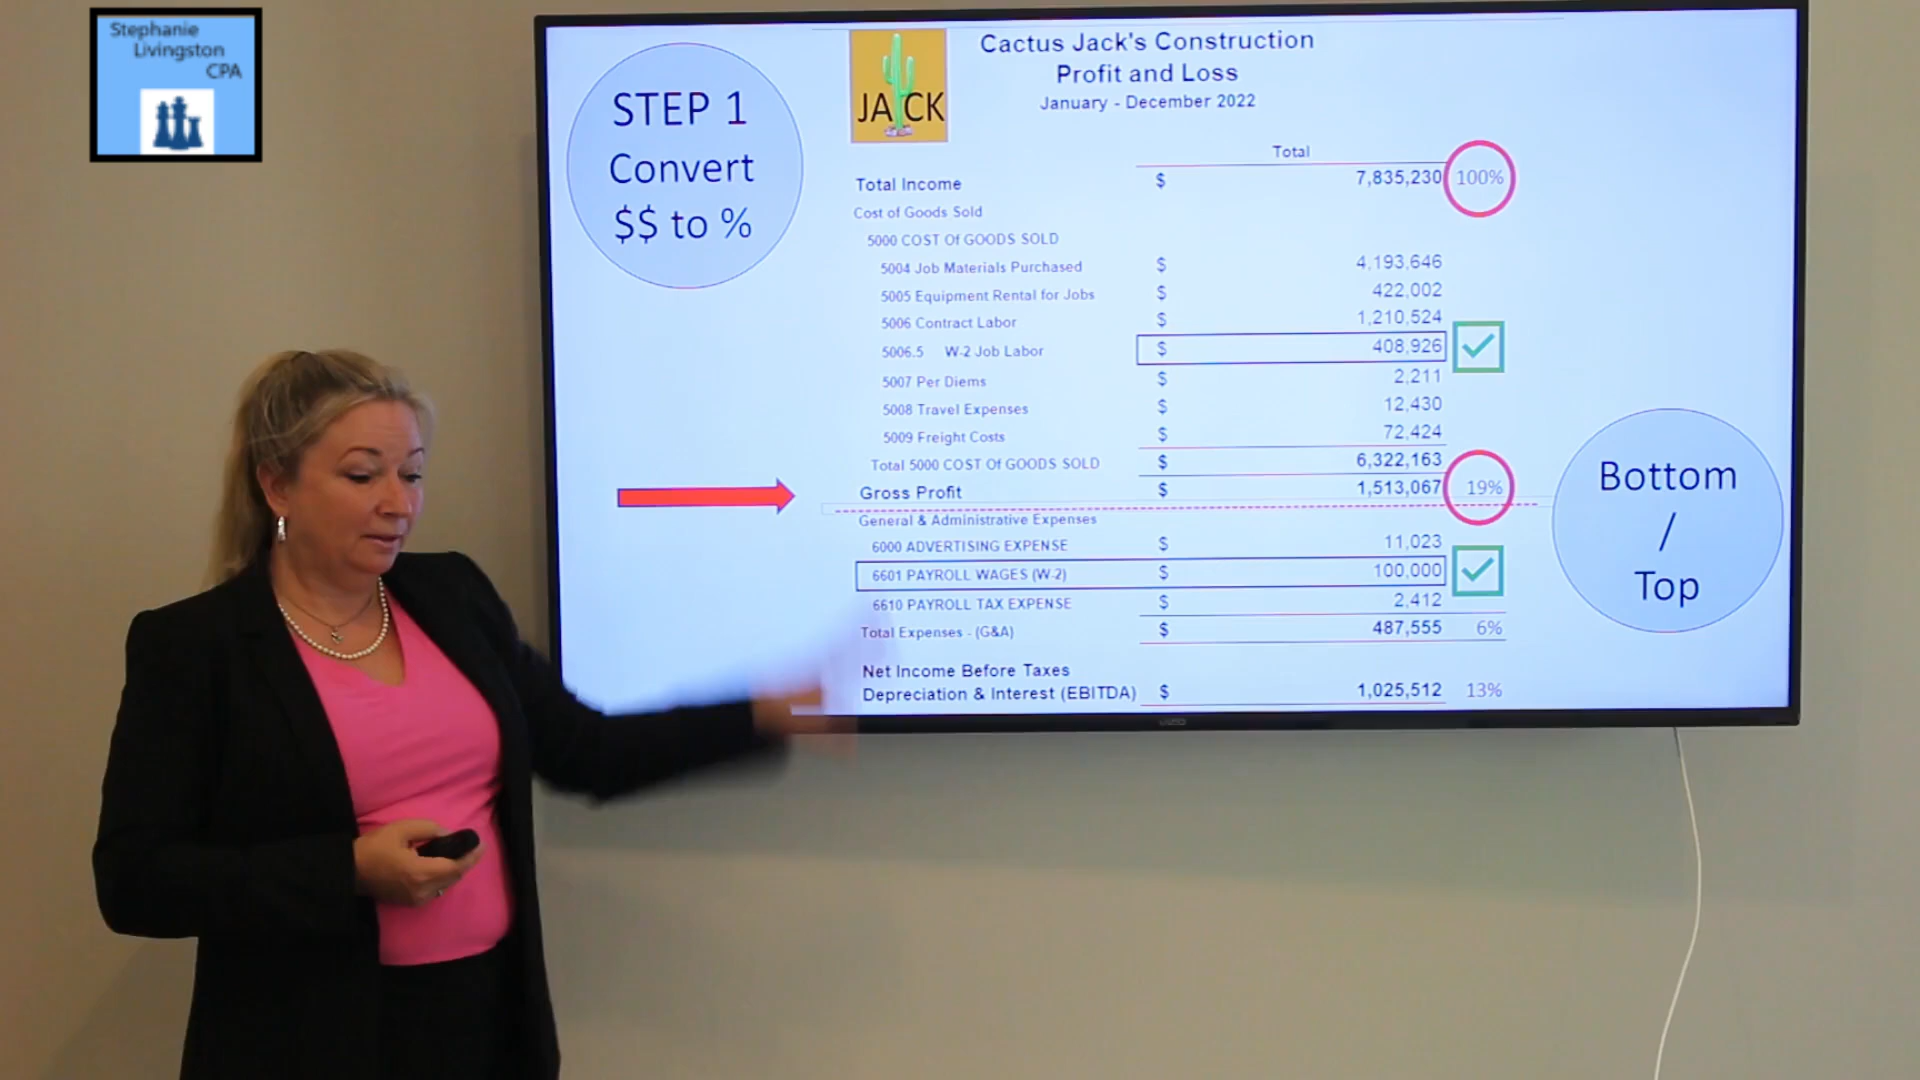 Stephanie
Livingston
CPA
STEP 1
Convert
$$ to %
JACK
Cactus Jack's Construction
Profit and Loss
January - December 2022
Total
Total Income $ 7,835,230 100%
Cost of Goods Sold
5000 COST Of GOODS SOLD
5004 Job Materials Purchased $ 4,193,646
5005 Equipment Rental for Jobs $ 422,002
5006 Contract Labor $ 1,210,524
5006.5 W-2 Job Labor $ 408,926
5007 Per Diems $ 2,211
5008 Travel Expenses $ 12,430
5009 Freight Costs $ 72,424
Total 5000 COST Of GOODS SOLD $ 6,322,163
Gross Profit $ 1,513,067 19%
General & Administrative Expenses
6000 ADVERTISING EXPENSE $ 11,023
6601 PAYROLL WAGES (W-2) $ 100,000
6610 PAYROLL TAX EXPENSE $ 2,412
Total Expenses - (G&A) $ 487,555 6%
Net Income Before Taxes
Depreciation & Interest (EBITDA) $ 1,025,512 13%
Bottom
/
Top